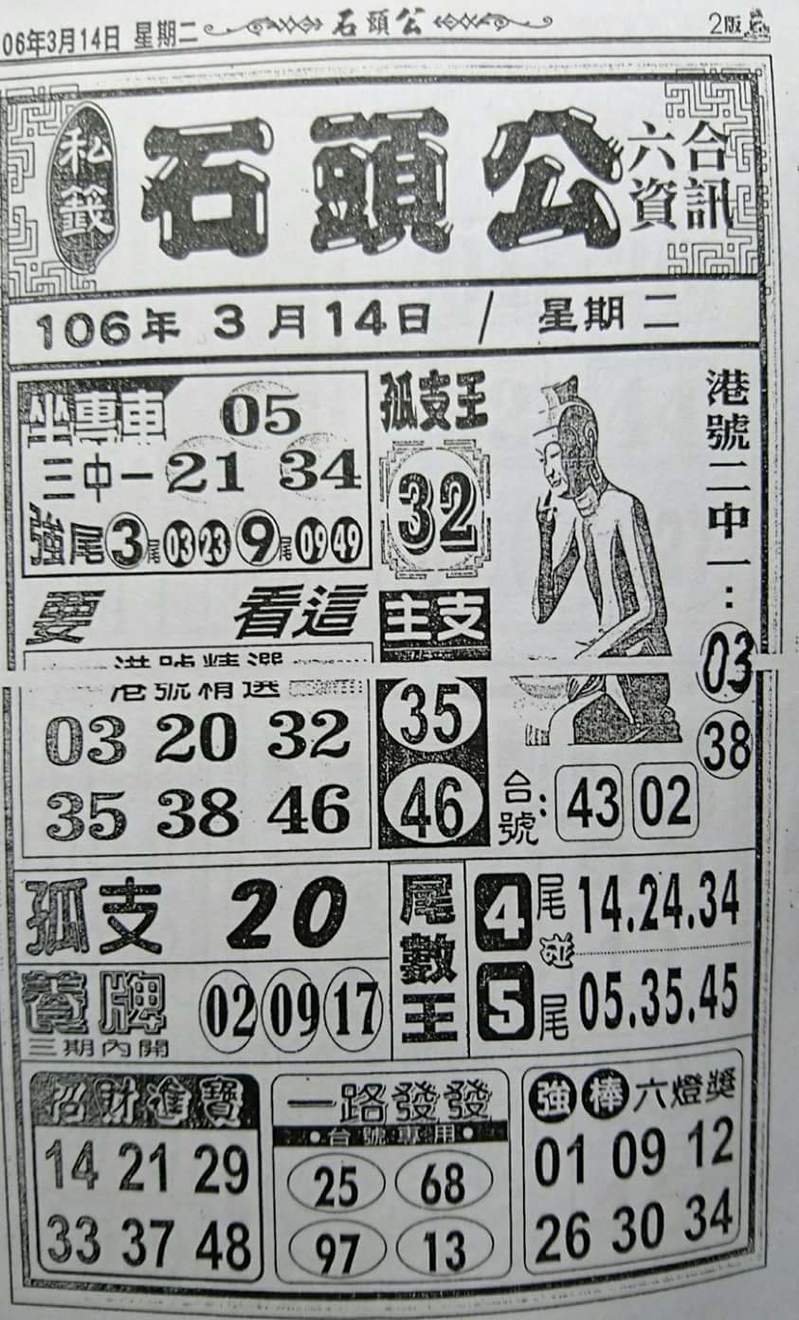 06年3月14日 星期二
石頭公
2版
私籤
石頭公
六合
資訊
106年 3月14日 / 星期二
坐專車
05
三中一 21 34
強尾 3尾 03 23 9尾 09 49
孤支王
32
港號二中一:
03
38
要 看這
主支
港號精選
03 20 32
35 38 46
35
46
台號: 43 02
孤支 20
養牌
三期內開
02 09 17
尾數王
4尾 14.24.34
碰
5尾 05.35.45
招財進寶
14 21 29
33 37 48
一路發發
•台號專用•
25 68
97 13
強棒六燈獎
01 09 12
26 30 34